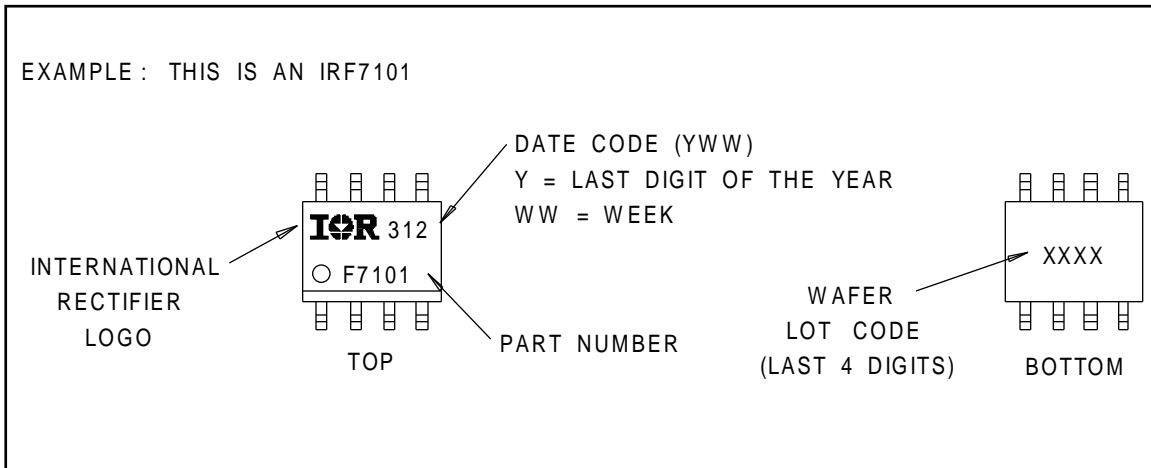 EXAMPLE : THIS IS AN IRF7101
DATE CODE (YWW)
Y = LAST DIGIT OF THE YEAR
WW = WEEK
IOR 312
F7101
INTERNATIONAL
RECTIFIER
LOGO
TOP
PART NUMBER
XXXX
WAFER
LOT CODE
(LAST 4 DIGITS)
BOTTOM